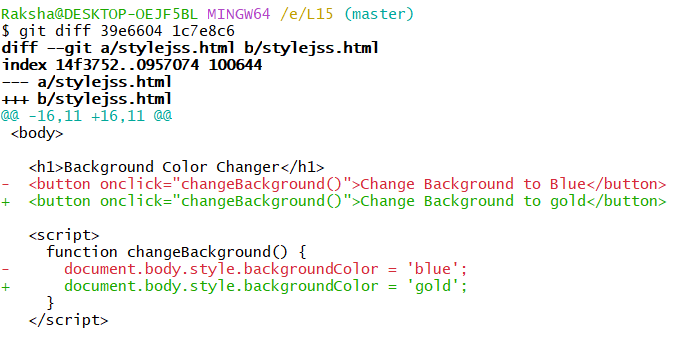 Raksha@DESKTOP-OEJF5BL MINGW64 /e/L15 (master)
$ git diff 39e6604 1c7e8c6
diff --git a/stylejss.html b/stylejss.html
index 14f3752..0957074 100644
--- a/stylejss.html
+++ b/stylejss.html
@@ -16,11 +16,11 @@
 <body>
   <h1>Background Color Changer</h1>
-  <button onclick="changeBackground()">Change Background to Blue</button>
+  <button onclick="changeBackground()">Change Background to gold</button>
   <script>
     function changeBackground() {
-      document.body.style.backgroundColor = 'blue';
+      document.body.style.backgroundColor = 'gold';
     }
   </script>